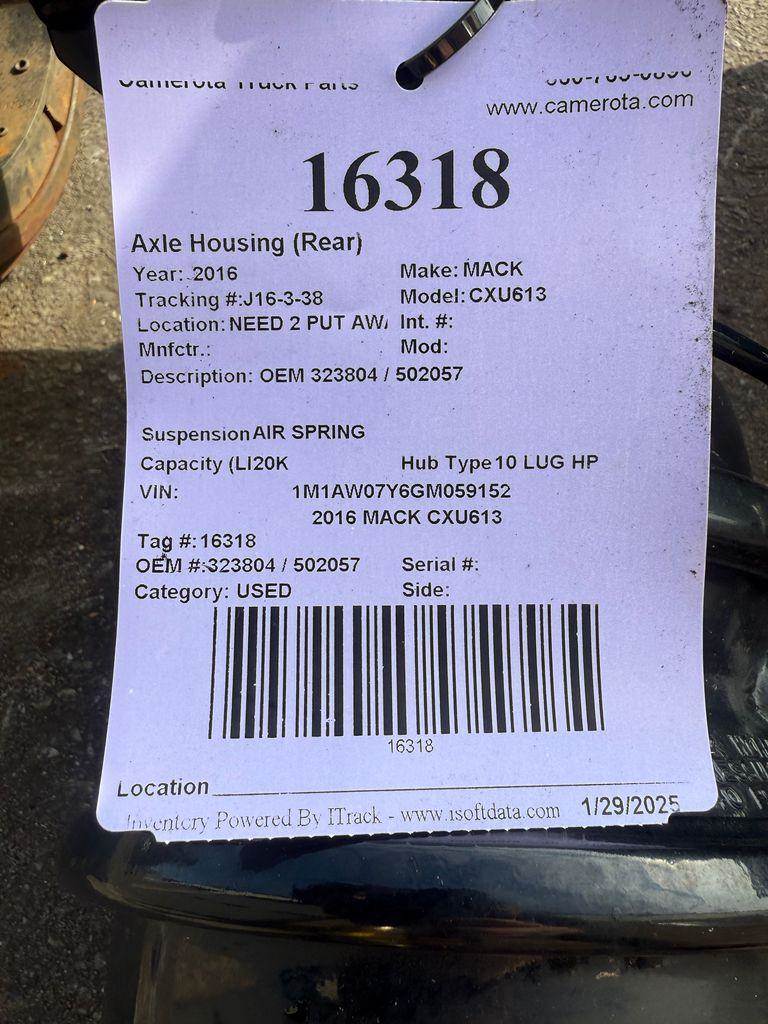 Camerota Truck Parts
www.camerota.com
16318
Axle Housing (Rear)
Year: 2016 Make: MACK
Tracking #:J16-3-38 Model: CXU613
Location: NEED 2 PUT AW Int. #:
Mnfctr.: Mod:
Description: OEM 323804 / 502057
Suspension AIR SPRING
Capacity (LI20K Hub Type 10 LUG HP
VIN: 1M1AW07Y6GM059152
2016 MACK CXU613
Tag #: 16318
OEM #:323804 / 502057 Serial #:
Category: USED Side:
16318
Location
Inventory Powered By ITrack - www.isoftdata.com 1/29/2025